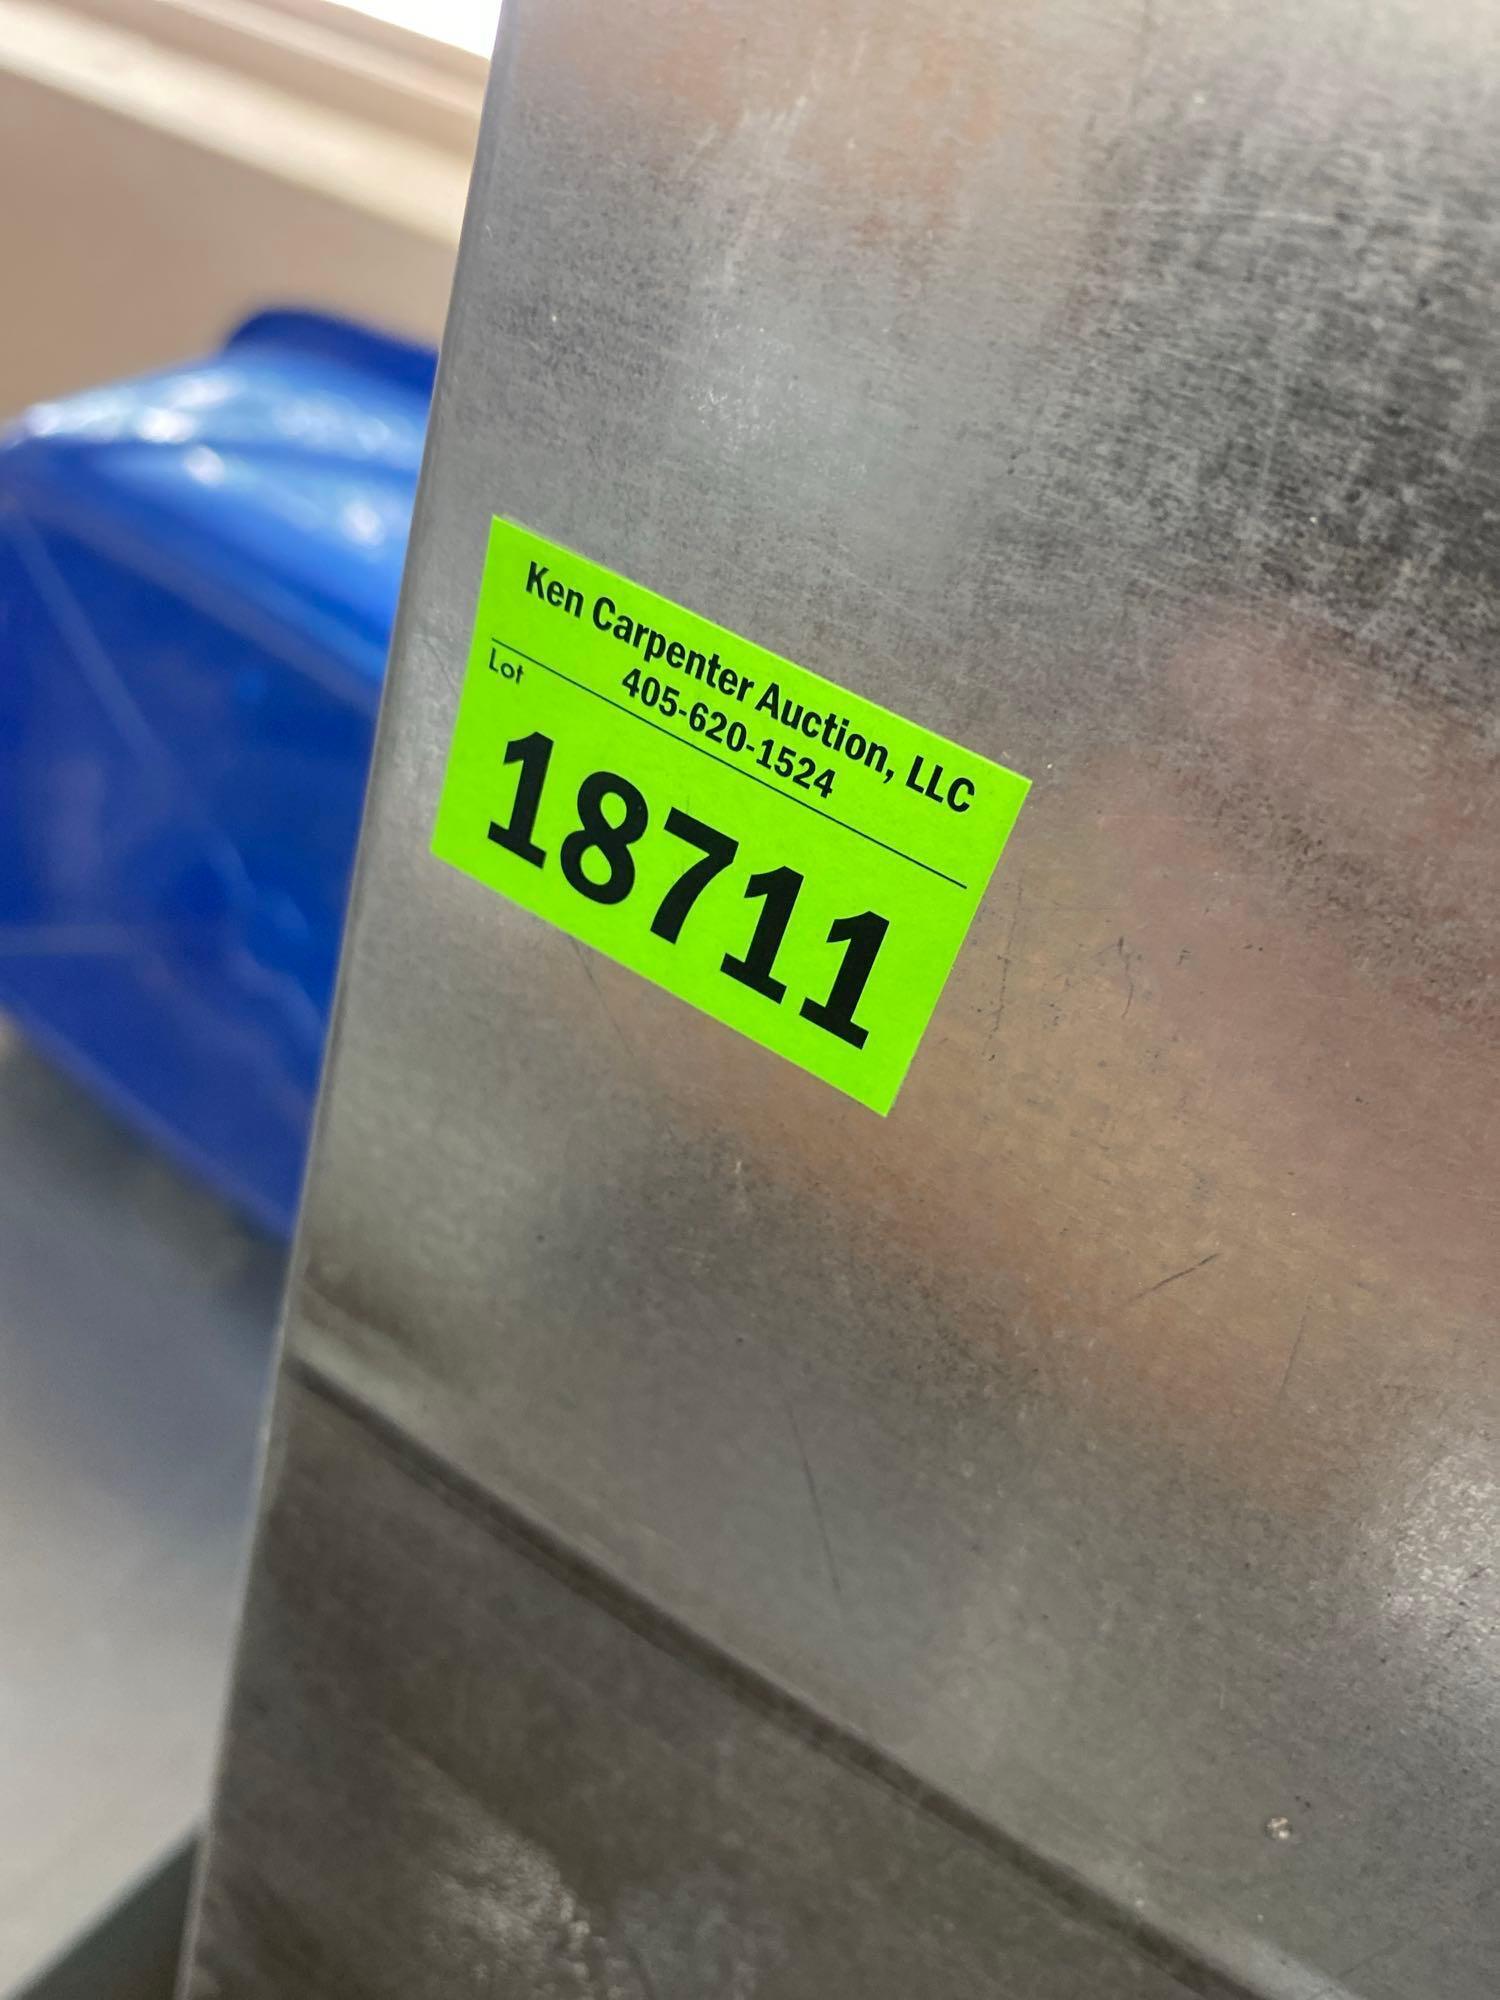 Ken Carpenter Auction, LLC
405-620-1524
Lot
18711